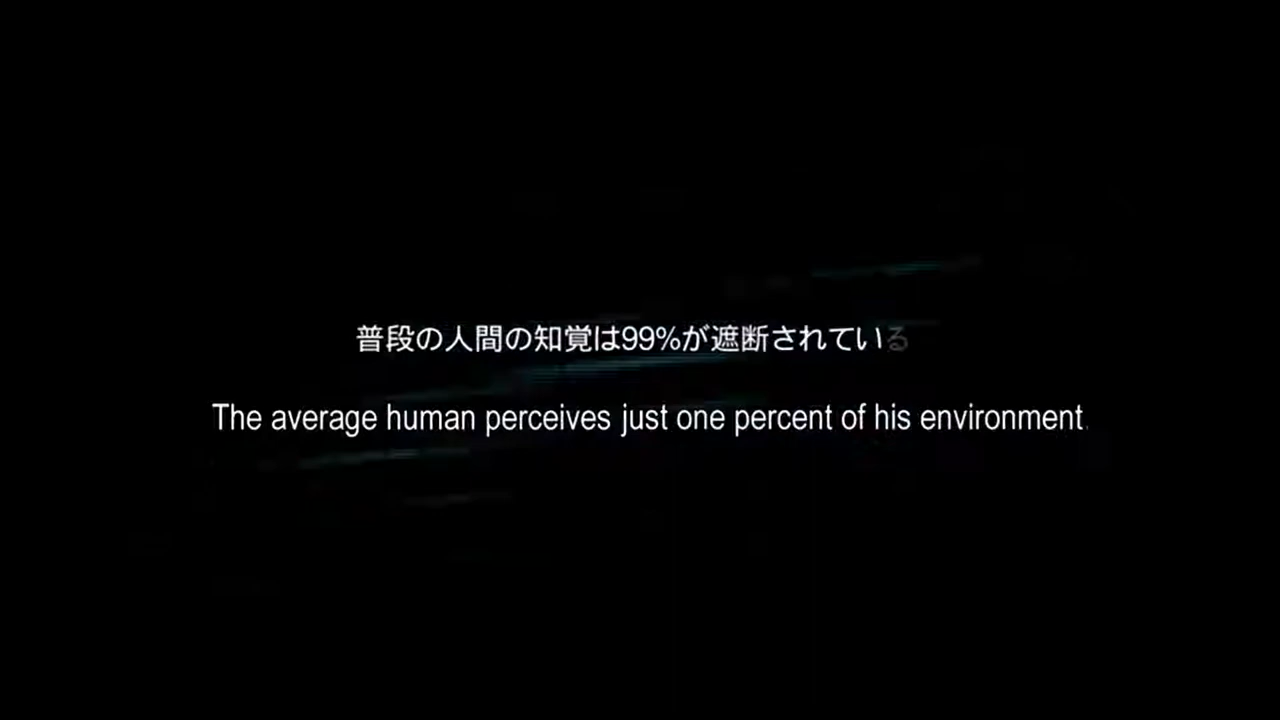 普段の人間の知覚は99%が遮断されている
The average human perceives just one percent of his environment